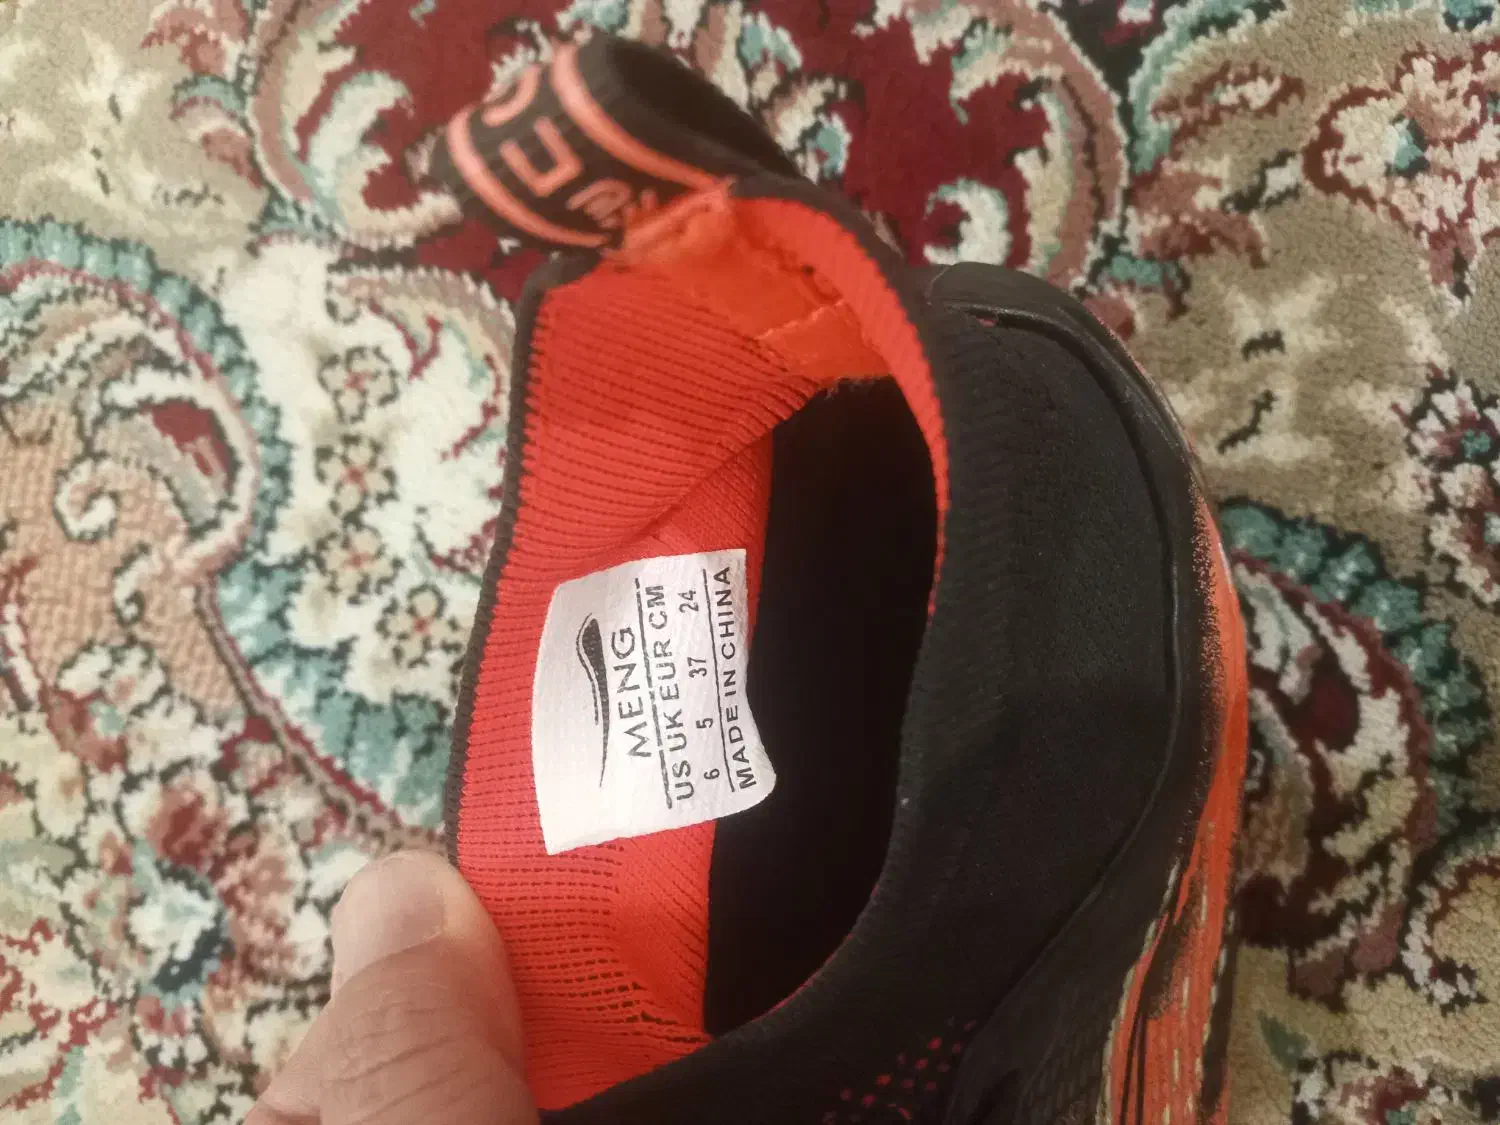 MENG
US UK EUR CM
6 5 37 24
MADE IN CHINA